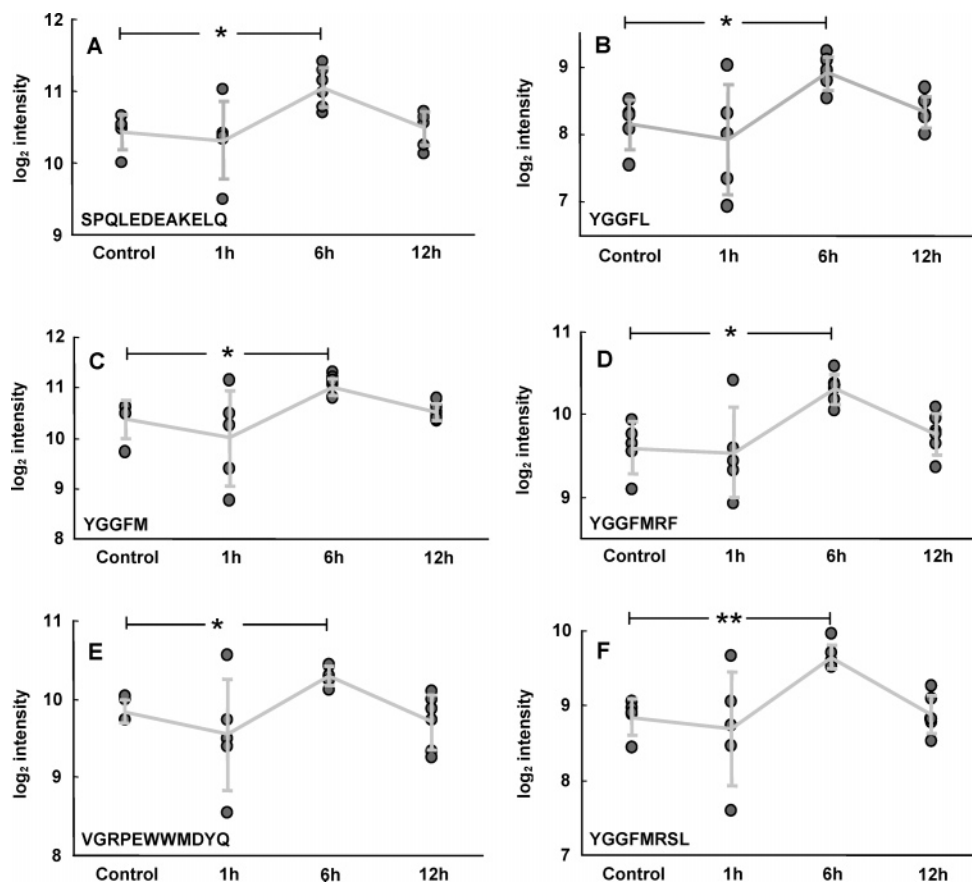 A
*
12
11
10
9
log2 intensity
SPQLEDEAKELQ
Control 1h 6h 12h
B
*
9
8
7
log2 intensity
YGGFL
Control 1h 6h 12h
C
*
12
11
10
9
8
log2 intensity
YGGFM
Control 1h 6h 12h
D
*
11
10
9
log2 intensity
YGGFMRF
Control 1h 6h 12h
E
*
11
10
9
8
log2 intensity
VGRPEWWMDYQ
Control 1h 6h 12h
F
**
10
9
8
7
log2 intensity
YGGFMRSL
Control 1h 6h 12h